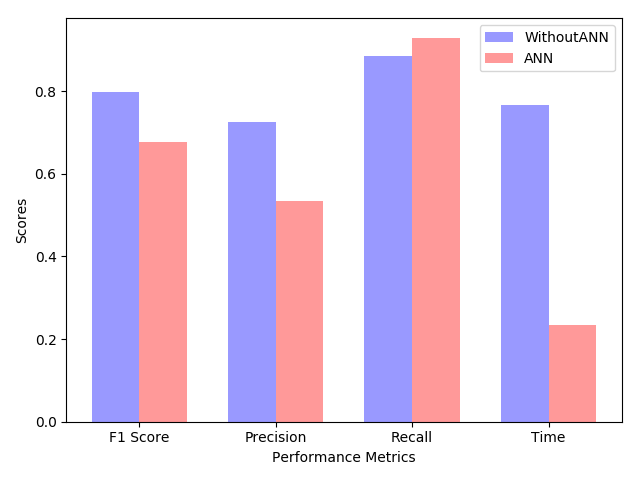 WithoutANN
ANN
Scores
0.8
0.6
0.4
0.2
0.0
F1 Score Precision Recall Time
Performance Metrics